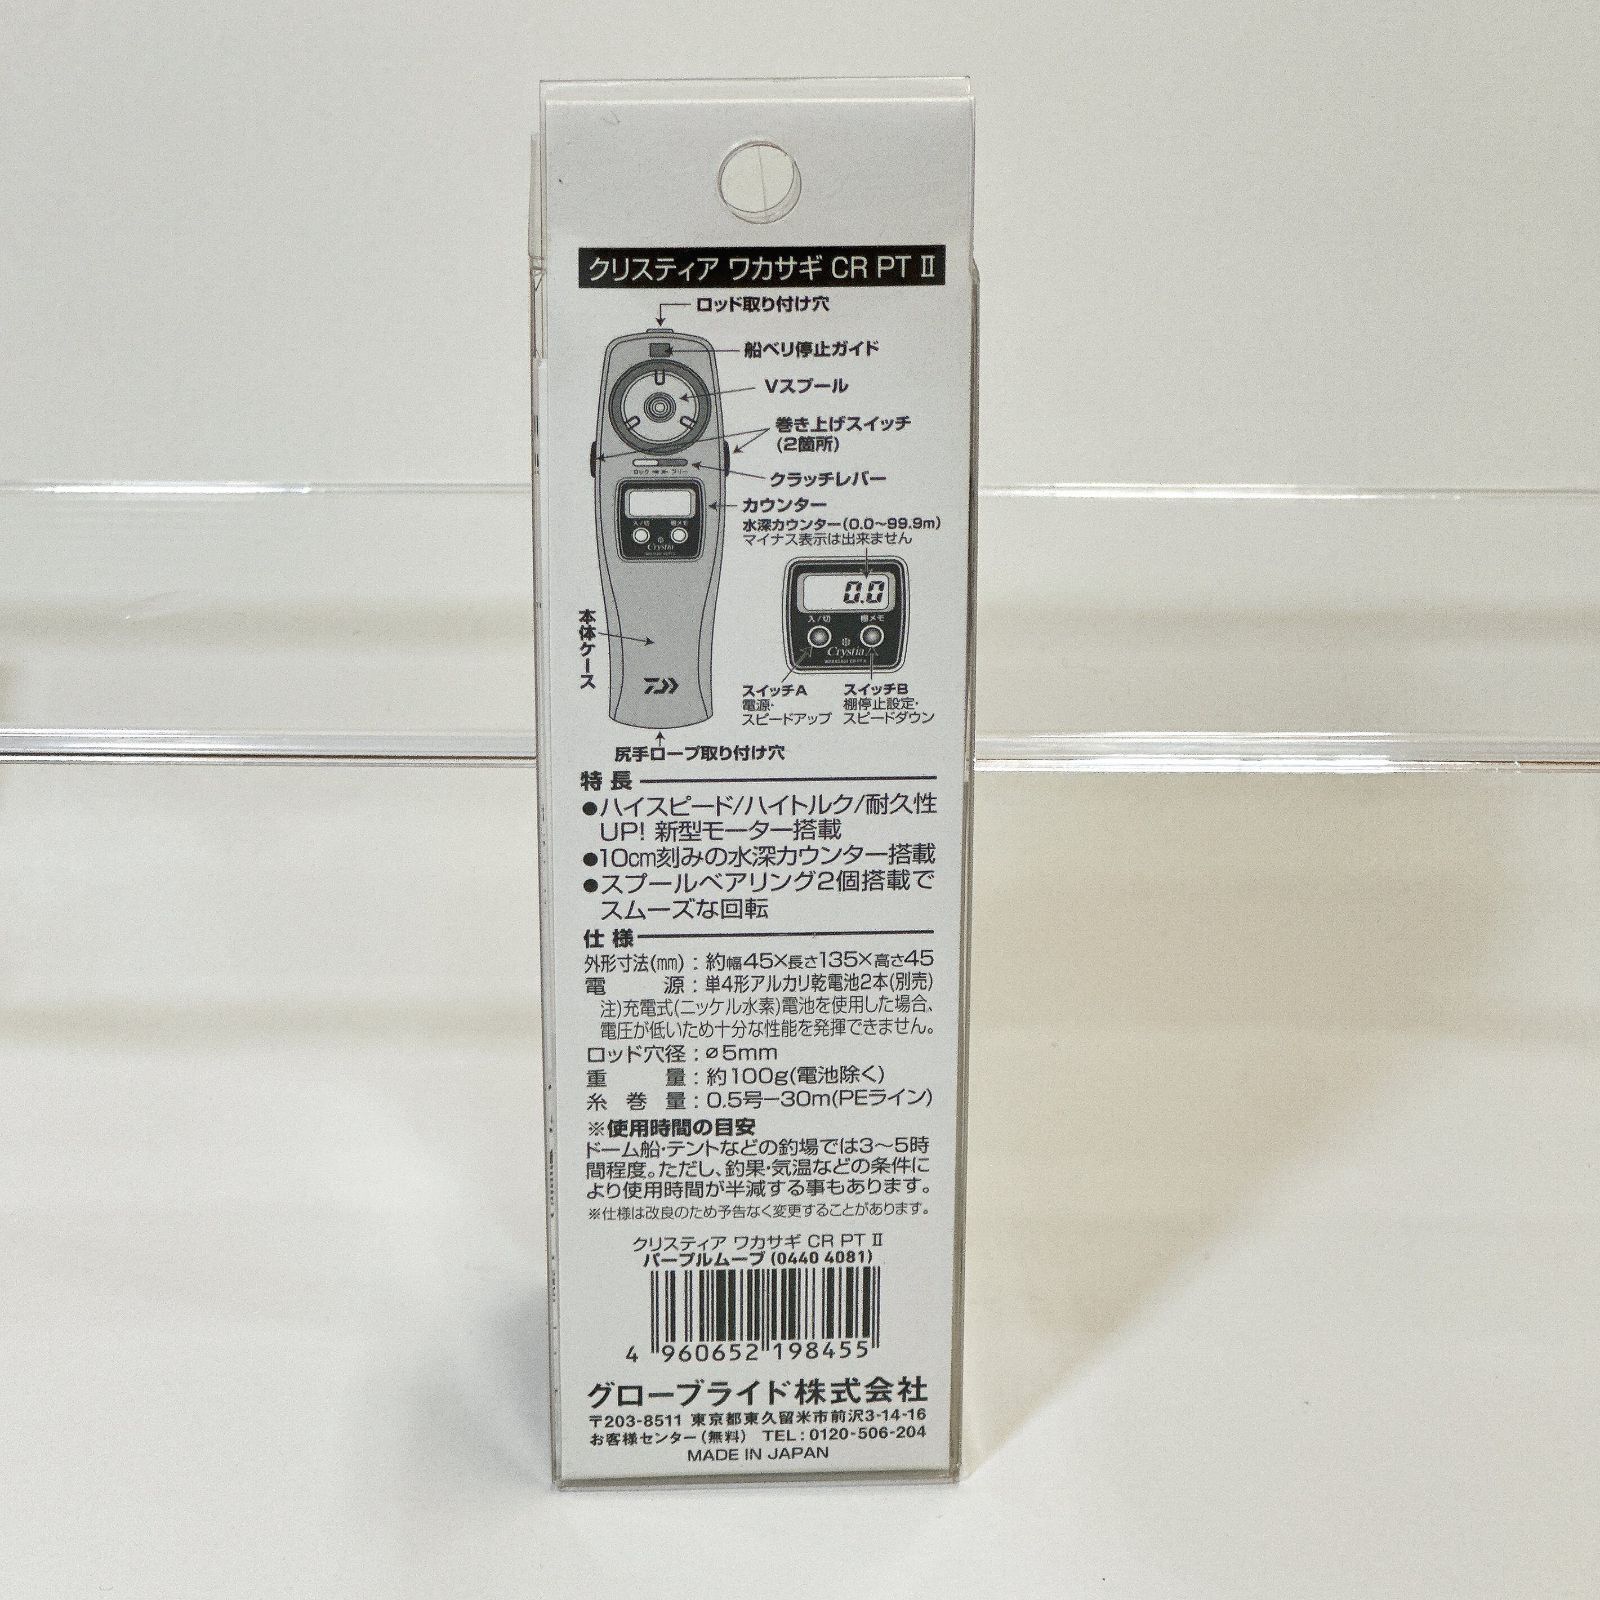 クリスティア ワカサギ CR PT Ⅱ
ロッド取り付け穴
船べり停止ガイド
Vスプール
巻き上げスイッチ
(2箇所)
ロック
フリー
クラッチレバー
カウンター
水深カウンター(0.0〜99.9m)
マイナス表示は出来ません
入/切 棚メモ
Crystia
0.0
入/切 棚メモ
Crystia
WAKASAGI CR PT Ⅱ
本体ケース
スイッチA
電源・
スピードアップ
スイッチB
棚停止設定・
スピードダウン
尻手ロープ取り付け穴
特長
●ハイスピード/ハイトルク/耐久性
UP! 新型モーター搭載
●10cm刻みの水深カウンター搭載
●スプールベアリング2個搭載で
スムーズな回転
仕様
外形寸法(mm) : 約幅45×長さ135×高さ45
電 源 : 単4形アルカリ乾電池2本(別売)
注)充電式(ニッケル水素)電池を使用した場合、
電圧が低いため十分な性能を発揮できません。
ロッド穴径 : ø5mm
重 量 : 約100g(電池除く)
糸 巻 量 : 0.5号−30m(PEライン)
※使用時間の目安
ドーム船・テントなどの釣場では3〜5時
間程度。ただし、釣果・気温などの条件に
より使用時間が半減する事もあります。
※仕様は改良のため予告なく変更することがあります。
クリスティア ワカサギ CR PT Ⅱ
パープルムーブ (0440 4081)
4 960652 198455
グローブライド株式会社
〒203-8511 東京都東久留米市前沢3-14-16
お客様センター(無料) TEL : 0120-506-204
MADE IN JAPAN